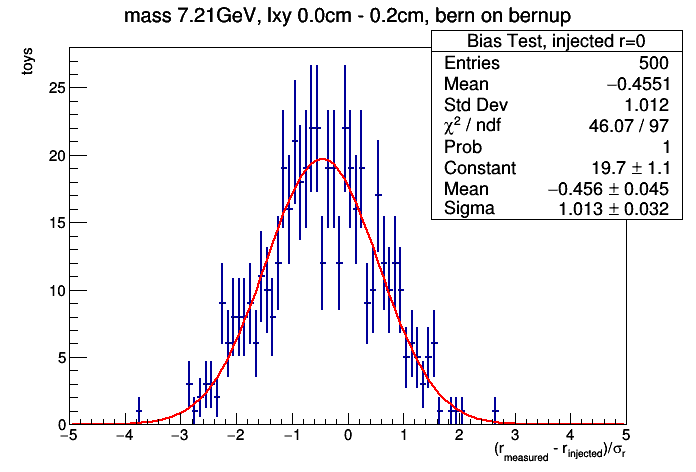 mass 7.21GeV, lxy 0.0cm - 0.2cm, bern on bernup
Bias Test, injected r=0
Entries 500
Mean −0.4551
Std Dev 1.012
χ² / ndf 46.07 / 97
Prob 1
Constant 19.7 ± 1.1
Mean −0.456 ± 0.045
Sigma 1.013 ± 0.032
toys
25
20
15
10
5
0
−5 −4 −3 −2 −1 0 1 2 3 4 5
(r_measured - r_injected)/σ_r